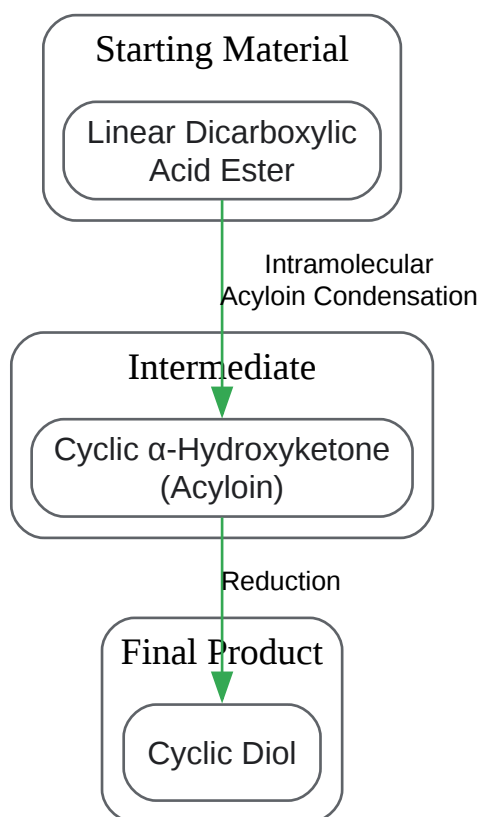 Starting Material
Linear Dicarboxylic
Acid Ester
Intramolecular
Acyloin Condensation
Intermediate
Cyclic α-Hydroxyketone
(Acyloin)
Reduction
Final Product
Cyclic Diol